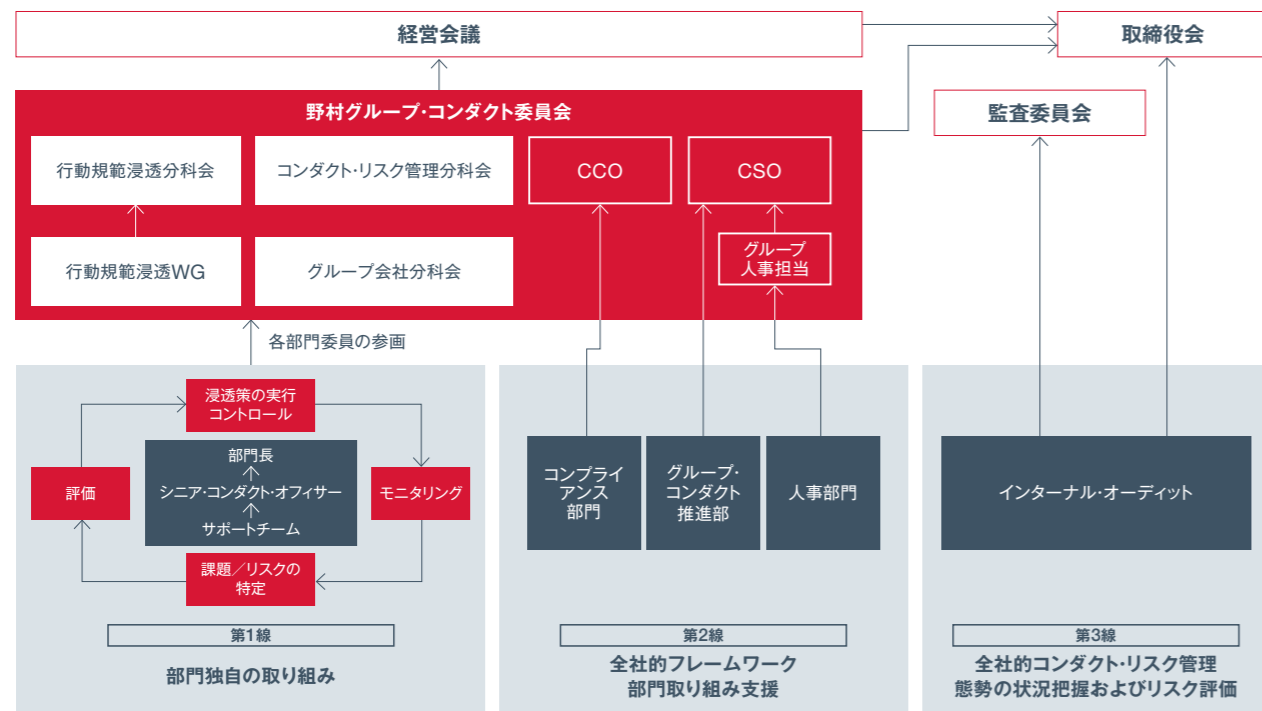 経営会議
取締役会
野村グループ・コンダクト委員会
監査委員会
行動規範浸透分科会
コンダクト・リスク管理分科会
CCO
CSO
行動規範浸透WG
グループ会社分科会
グループ
人事担当
各部門委員の参画
浸透策の実行
コントロール
部門長
シニア・コンダクト・オフィサー
サポートチーム
評価
モニタリング
課題／リスクの
特定
第1線
部門独自の取り組み
コンプライ
アンス
部門
グループ・
コンダクト
推進部
人事部門
第2線
全社的フレームワーク
部門取り組み支援
インターナル・オーディット
第3線
全社的コンダクト・リスク管理
態勢の状況把握およびリスク評価